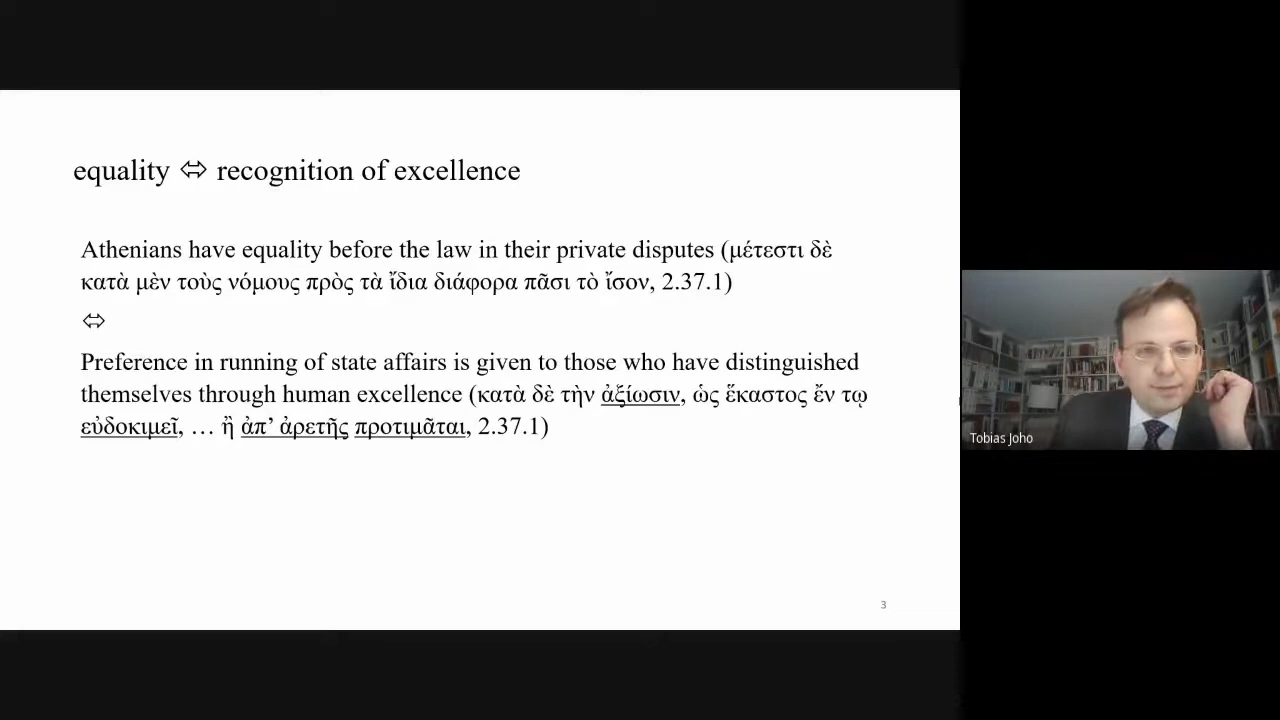 equality ⬄ recognition of excellence
Athenians have equality before the law in their private disputes (μέτεστι δὲ
κατὰ μὲν τοὺς νόμους πρὸς τὰ ἴδια διάφορα πᾶσι τὸ ἴσον, 2.37.1)
⬄
Preference in running of state affairs is given to those who have distinguished
themselves through human excellence (κατὰ δὲ τὴν ἀξίωσιν, ὡς ἕκαστος ἔν τῳ
εὐδοκιμεῖ, … ἢ ἀπ’ ἀρετῆς προτιμᾶται, 2.37.1)
3
Tobias Joho